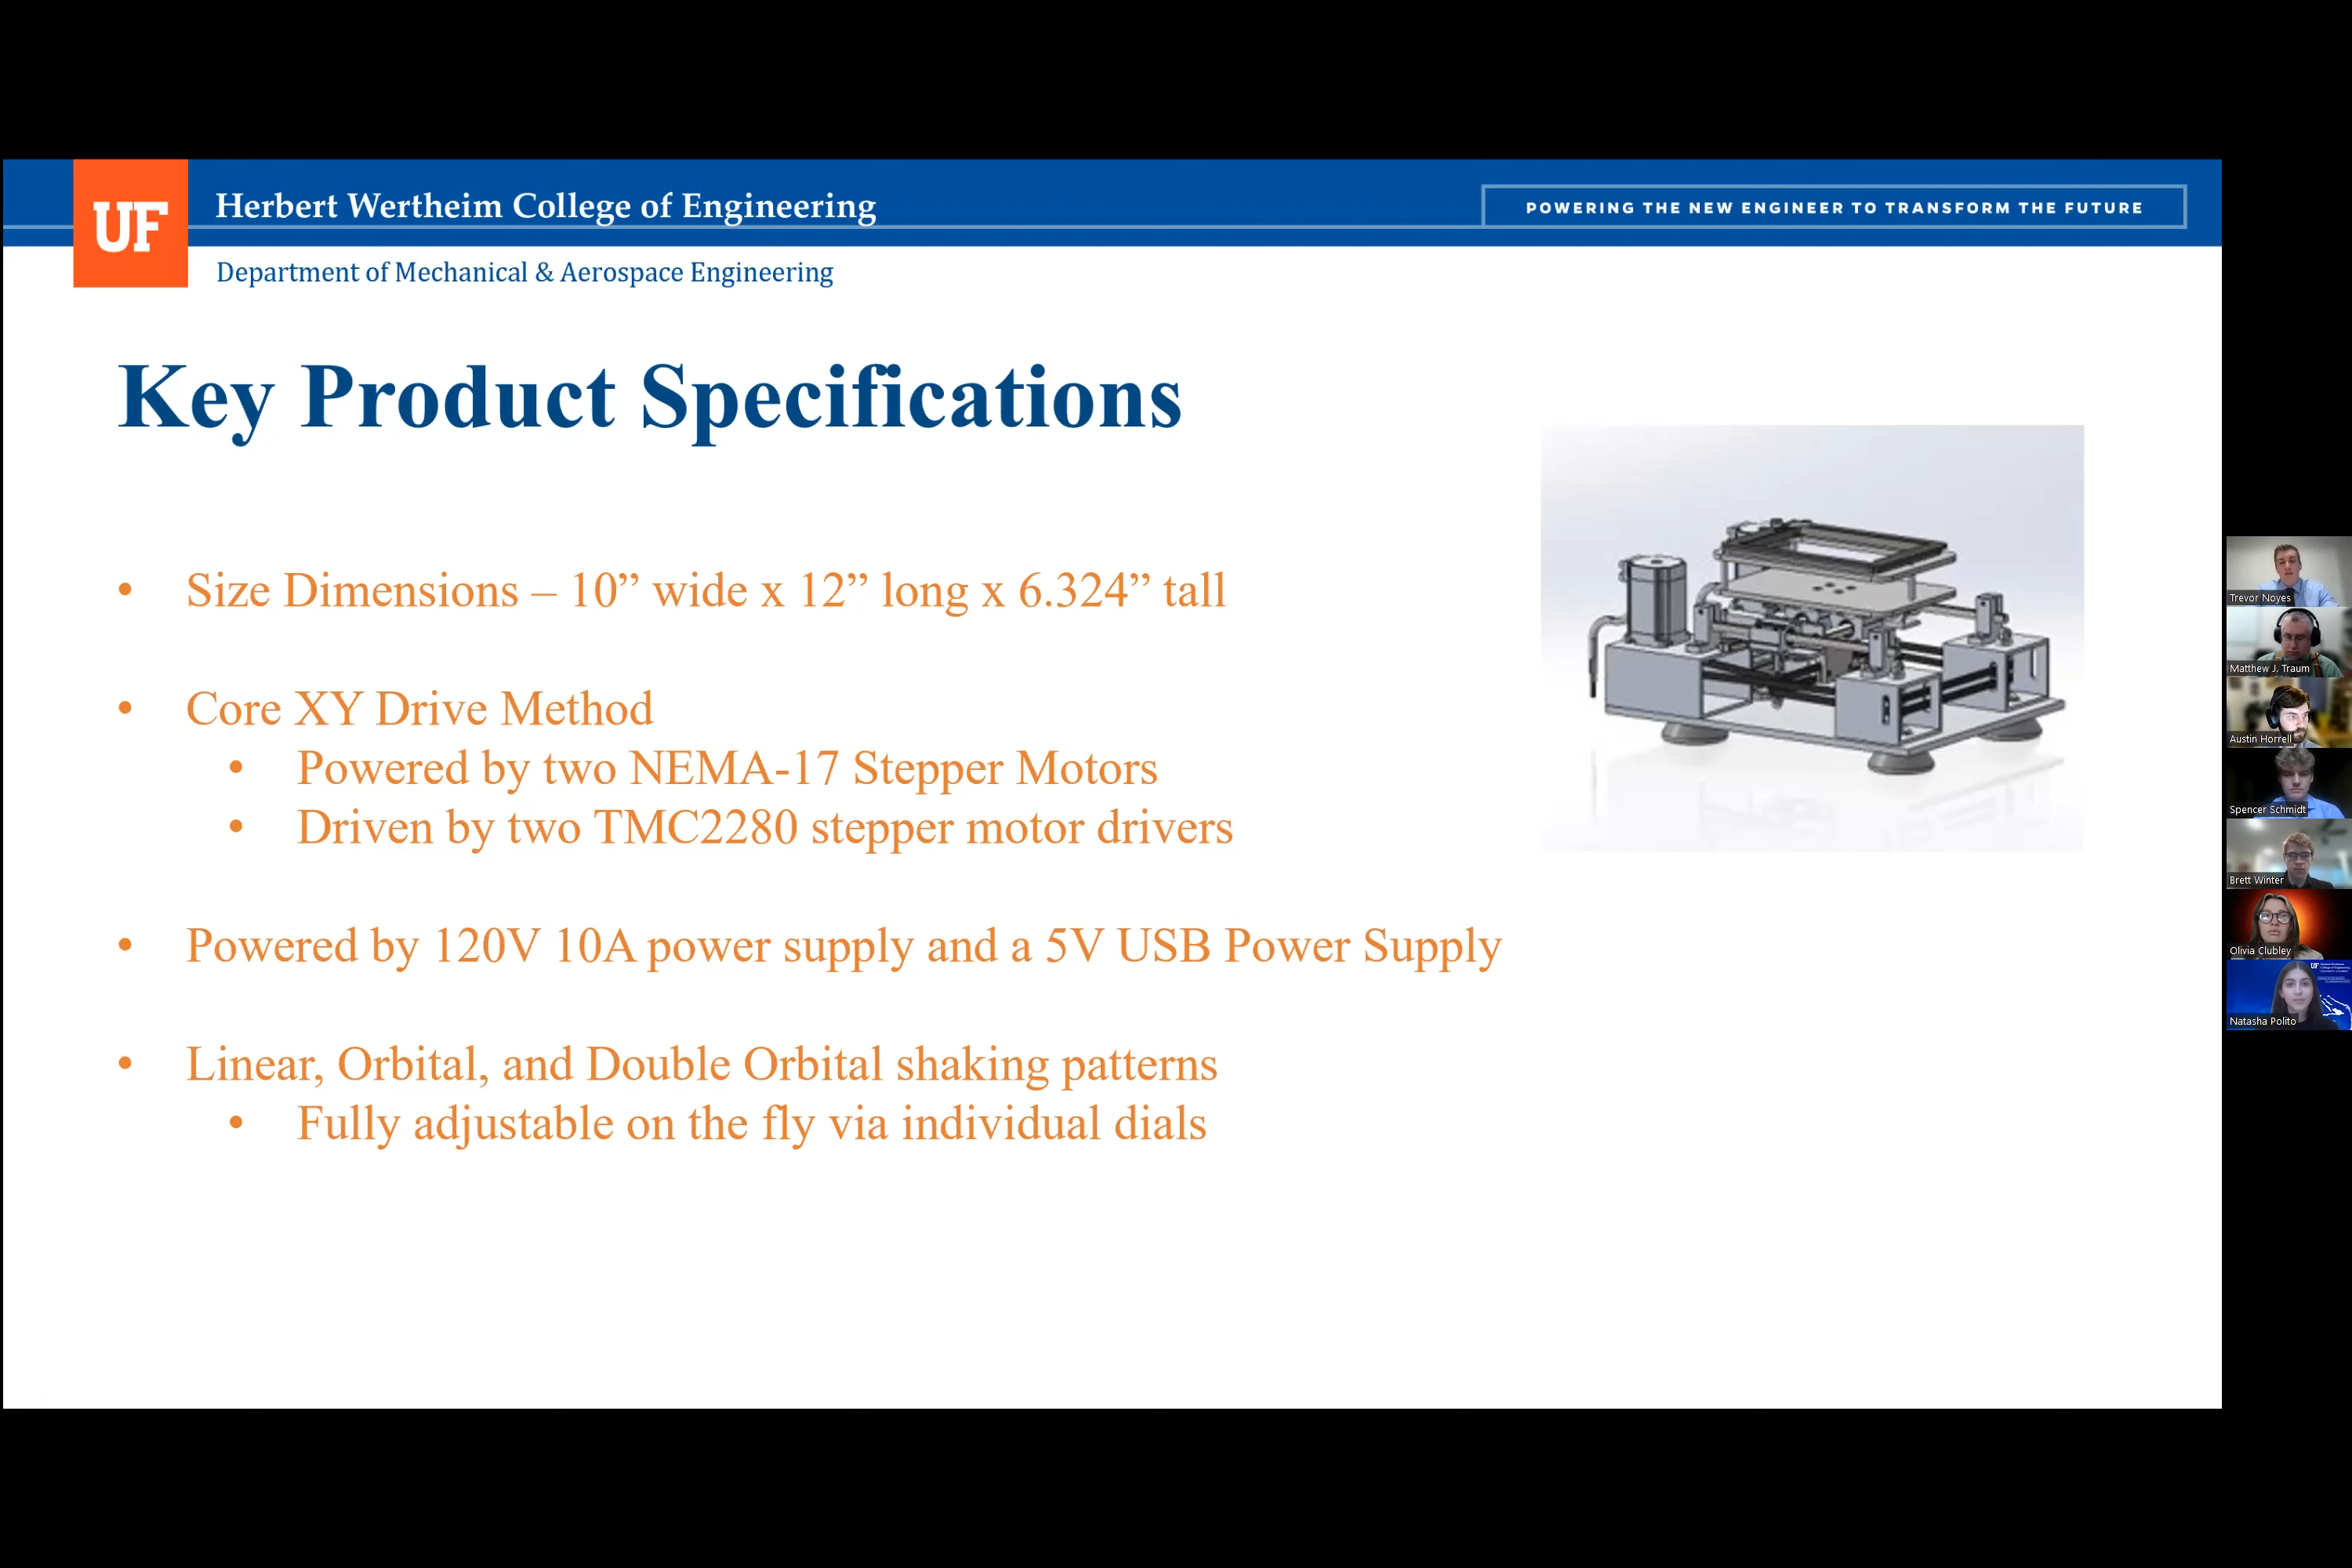 UF
Herbert Wertheim College of Engineering
POWERING THE NEW ENGINEER TO TRANSFORM THE FUTURE
Department of Mechanical & Aerospace Engineering
Key Product Specifications
• Size Dimensions – 10” wide x 12” long x 6.324” tall
• Core XY Drive Method
• Powered by two NEMA-17 Stepper Motors
• Driven by two TMC2280 stepper motor drivers
• Powered by 120V 10A power supply and a 5V USB Power Supply
• Linear, Orbital, and Double Orbital shaking patterns
• Fully adjustable on the fly via individual dials
Trevor Noyes
Matthew J. Traum
Austin Horrell
Spencer Schmidt
Brett Winter
Olivia Clubley
UF
Natasha Polito